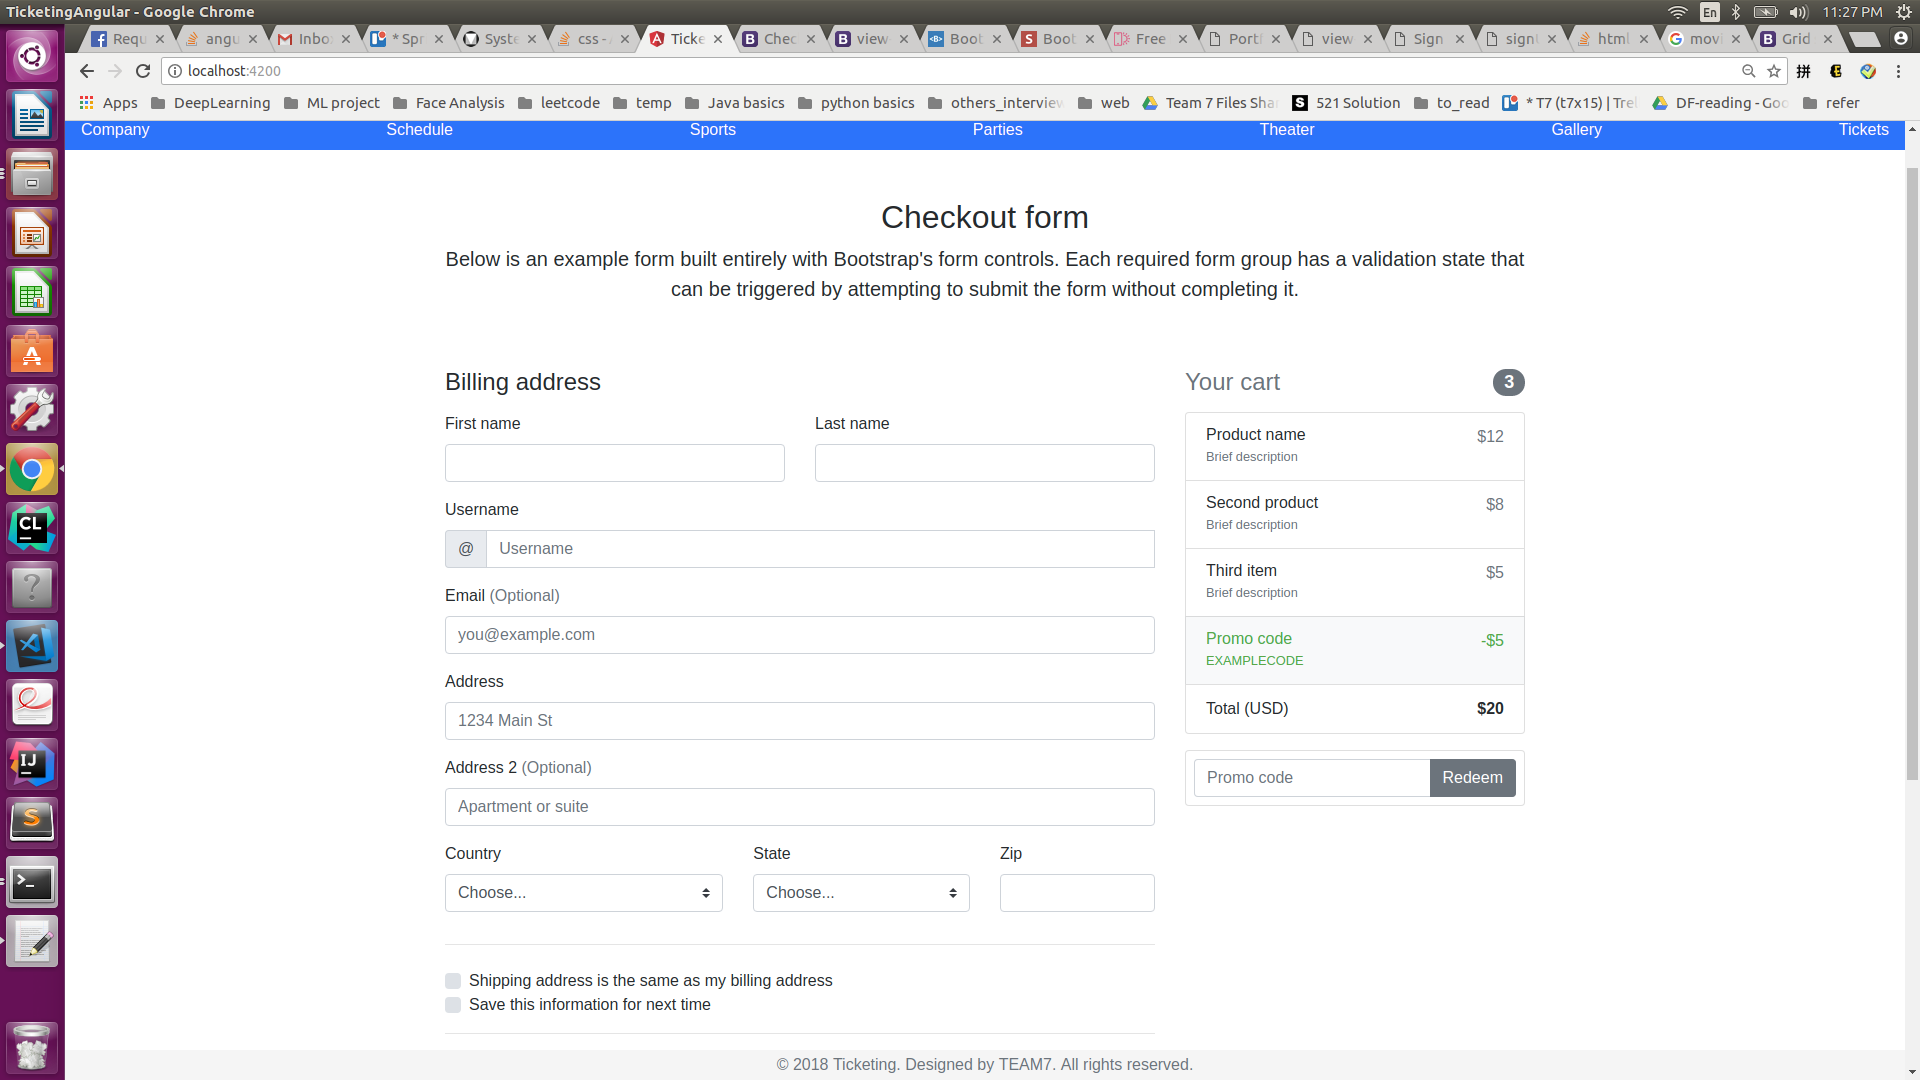 TicketingAngular - Google Chrome
En
11:27 PM
Requ
angu
Inbo
* Spr
Syste
css - 
Ticke
Chec
view
Boot
Boot
Free
Portf
view
Sign
sign
html
movi
Grid
localhost:4200
Apps
DeepLearning
ML project
Face Analysis
leetcode
temp
Java basics
python basics
others_interview
web
Team 7 Files Sha
521 Solution
to_read
* T7 (t7x15) | Trel
DF-reading - Goo
refer
Company
Schedule
Sports
Parties
Theater
Gallery
Tickets
Checkout form
Below is an example form built entirely with Bootstrap's form controls. Each required form group has a validation state that
can be triggered by attempting to submit the form without completing it.
Billing address
First name
Last name
Username
@
Username
Email (Optional)
you@example.com
Address
1234 Main St
Address 2 (Optional)
Apartment or suite
Country
State
Zip
Choose...
Choose...
Shipping address is the same as my billing address
Save this information for next time
Your cart
3
Product name
$12
Brief description
Second product
$8
Brief description
Third item
$5
Brief description
Promo code
-$5
EXAMPLECODE
Total (USD)
$20
Promo code
Redeem
© 2018 Ticketing. Designed by TEAM7. All rights reserved.
CL
IJ
S